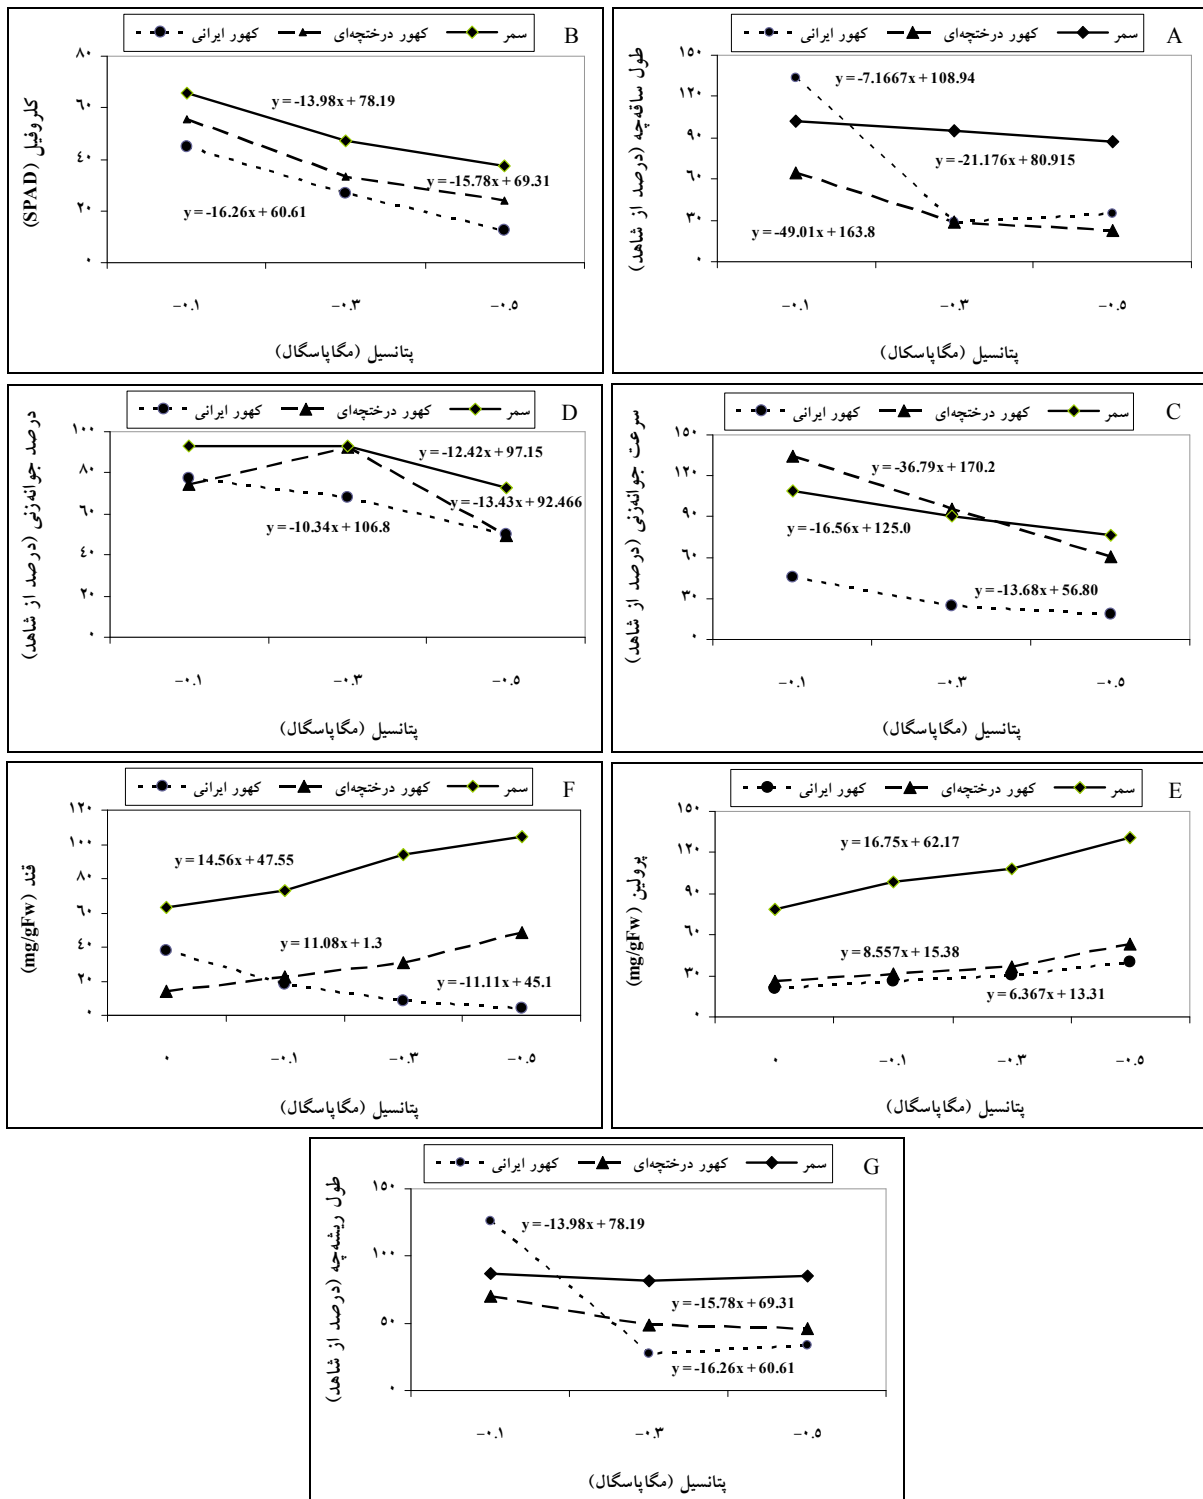 کهور ایرانی کهور درختچه‌ای سمر
A
طول ساقه‌چه (درصد از شاهد)
۱۵۰
۱۲۰
۹۰
۶۰
۳۰
۰
y = -7.1667x + 108.94
y = -21.176x + 80.915
y = -49.01x + 163.8
-۰.۱ -۰.۳ -۰.۵
پتانسیل (مگاپاسکال)
کهور ایرانی کهور درختچه‌ای سمر
B
کلروفیل (SPAD)
۸۰
۶۰
۴۰
۲۰
۰
y = -13.98x + 78.19
y = -15.78x + 69.31
y = -16.26x + 60.61
-۰.۱ -۰.۳ -۰.۵
پتانسیل (مگاپاسگال)
کهور ایرانی کهور درختچه‌ای سمر
C
سرعت جوانه‌زنی (درصد از شاهد)
۱۵۰
۱۲۰
۹۰
۶۰
۳۰
۰
y = -36.79x + 170.2
y = -16.56x + 125.0
y = -13.68x + 56.80
-۰.۱ -۰.۳ -۰.۵
پتانسیل (مگاپاسگال)
کهور ایرانی کهور درختچه‌ای سمر
D
درصد جوانه‌زنی (درصد از شاهد)
۱۰۰
۸۰
۶۰
۴۰
۲۰
۰
y = -12.42x + 97.15
y = -13.43x + 92.466
y = -10.34x + 106.8
-۰.۱ -۰.۳ -۰.۵
پتانسیل (مگاپاسگال)
کهور ایرانی کهور درختچه‌ای سمر
E
پرولین (mg/gFw)
۱۵۰
۱۲۰
۹۰
۶۰
۳۰
۰
y = 16.75x + 62.17
y = 8.557x + 15.38
y = 6.367x + 13.31
۰ -۰.۱ -۰.۳ -۰.۵
پتانسیل (مگاپاسگال)
کهور ایرانی کهور درختچه‌ای سمر
F
قند (mg/gFw)
۱۲۰
۱۰۰
۸۰
۶۰
۴۰
۲۰
۰
y = 14.56x + 47.55
y = 11.08x + 1.3
y = -11.11x + 45.1
۰ -۰.۱ -۰.۳ -۰.۵
پتانسیل (مگاپاسگال)
کهور ایرانی کهور درختچه‌ای سمر
G
طول ریشه‌چه (درصد از شاهد)
۱۵۰
۱۰۰
۵۰
۰
y = -13.98x + 78.19
y = -15.78x + 69.31
y = -16.26x + 60.61
-۰.۱ -۰.۳ -۰.۵
پتانسیل (مگاپاسگال)